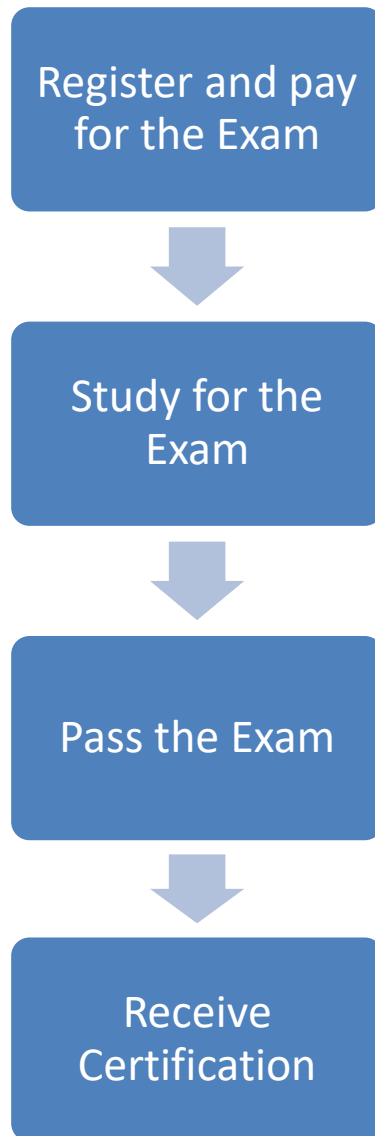 Register and pay
for the Exam
Study for the
Exam
Pass the Exam
Receive
Certification